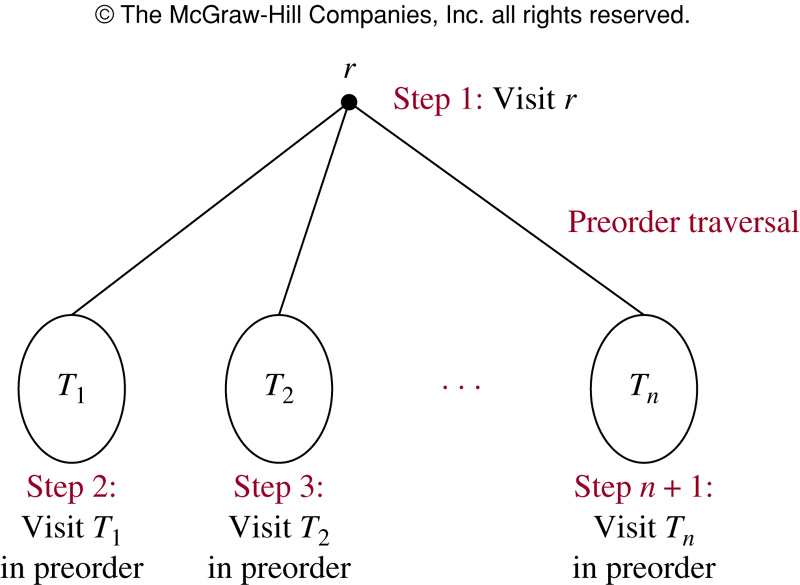 © The McGraw-Hill Companies, Inc. all rights reserved.
r
Step 1: Visit r
Preorder traversal
T1
T2
. . .
Tn
Step 2:
Visit T1
in preorder
Step 3:
Visit T2
in preorder
Step n + 1:
Visit Tn
in preorder